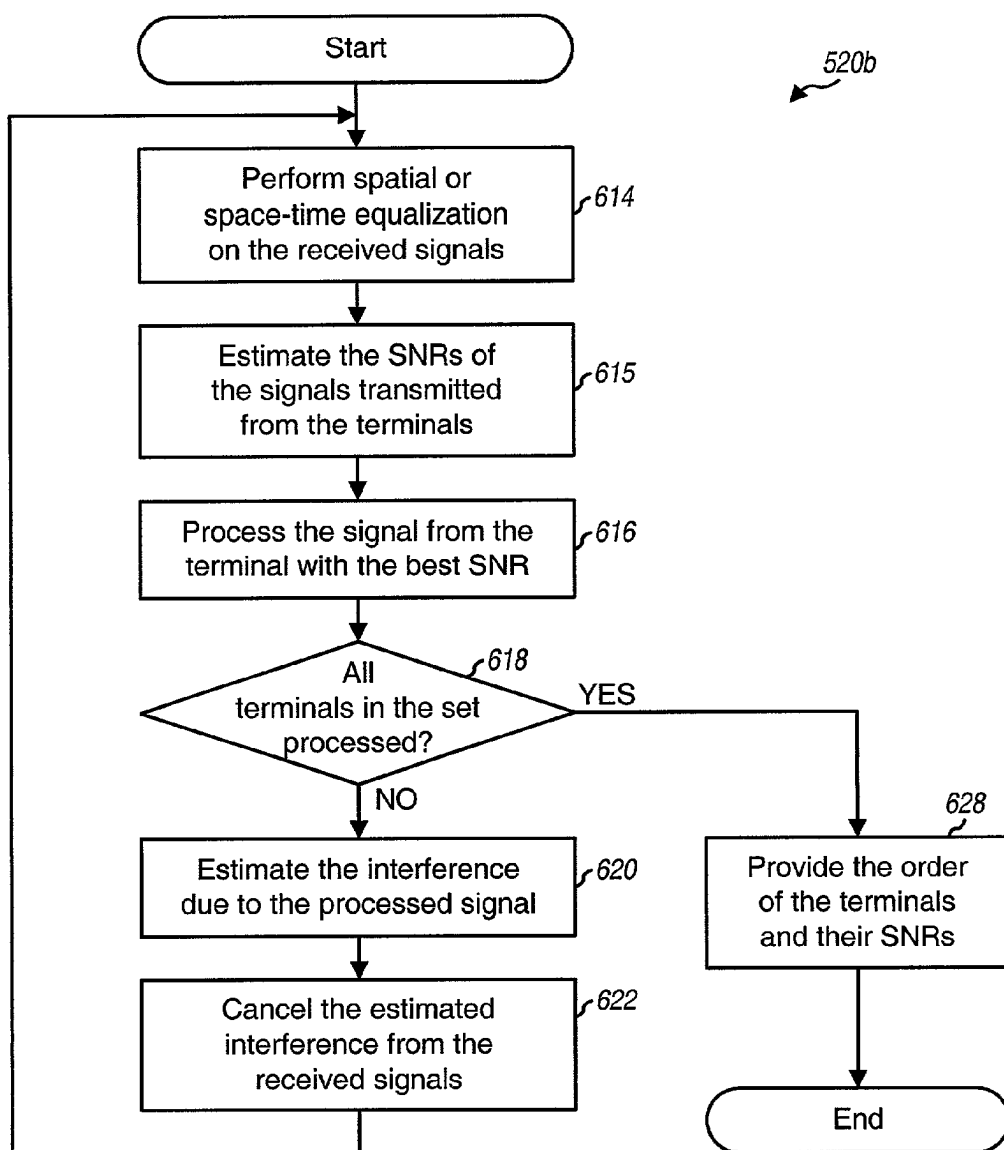 Start
520b
Perform spatial or
space-time equalization
on the received signals
614
Estimate the SNRs of
the signals transmitted
from the terminals
615
Process the signal from the
terminal with the best SNR
616
All
terminals in the set
processed?
618
YES
NO
Estimate the interference
due to the processed signal
620
Cancel the estimated
interference from the
received signals
622
628
Provide the order
of the terminals
and their SNRs
End